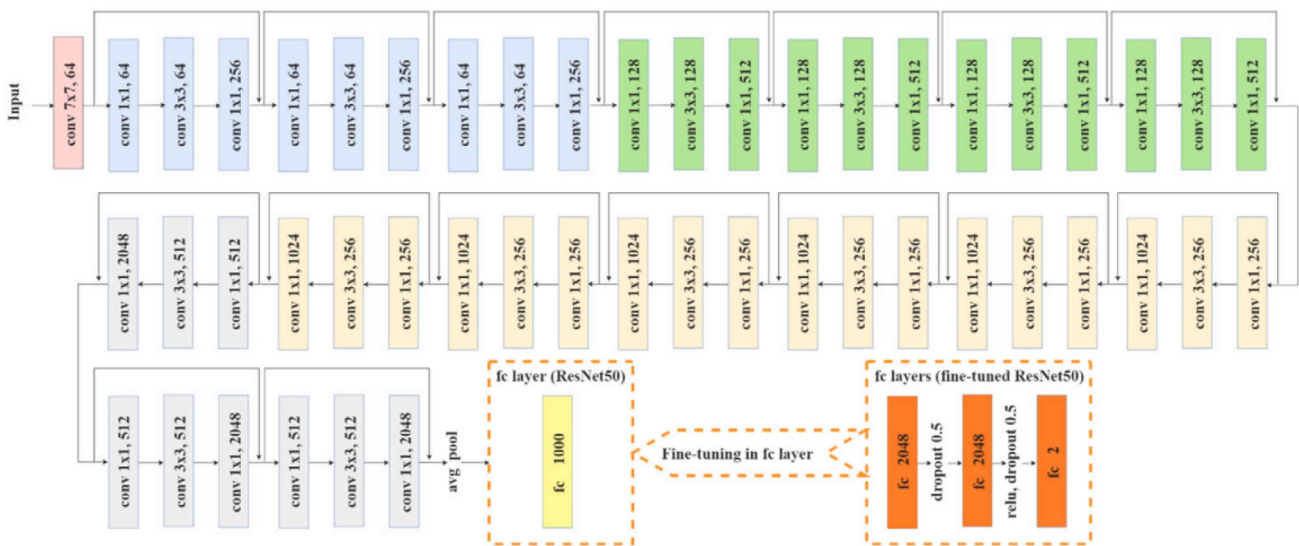 Input
conv 7x7, 64
conv 1x1, 64
conv 3x3, 64
conv 1x1, 256
conv 1x1, 64
conv 3x3, 64
conv 1x1, 256
conv 1x1, 64
conv 3x3, 64
conv 1x1, 256
conv 1x1, 128
conv 3x3, 128
conv 1x1, 512
conv 1x1, 128
conv 3x3, 128
conv 1x1, 512
conv 1x1, 128
conv 3x3, 128
conv 1x1, 512
conv 1x1, 128
conv 3x3, 128
conv 1x1, 512
conv 1x1, 2048
conv 3x3, 512
conv 1x1, 512
conv 1x1, 1024
conv 3x3, 256
conv 1x1, 256
conv 1x1, 1024
conv 3x3, 256
conv 1x1, 256
conv 1x1, 1024
conv 3x3, 256
conv 1x1, 256
conv 1x1, 1024
conv 3x3, 256
conv 1x1, 256
conv 1x1, 1024
conv 3x3, 256
conv 1x1, 256
conv 1x1, 1024
conv 3x3, 256
conv 1x1, 256
conv 1x1, 512
conv 3x3, 512
conv 1x1, 2048
conv 1x1, 512
conv 3x3, 512
conv 1x1, 2048
avg pool
fc layer (ResNet50)
fc 1000
Fine-tuning in fc layer
fc layers (fine-tuned ResNet50)
fc 2048
dropout 0.5
fc 2048
relu, dropout 0.5
fc 2